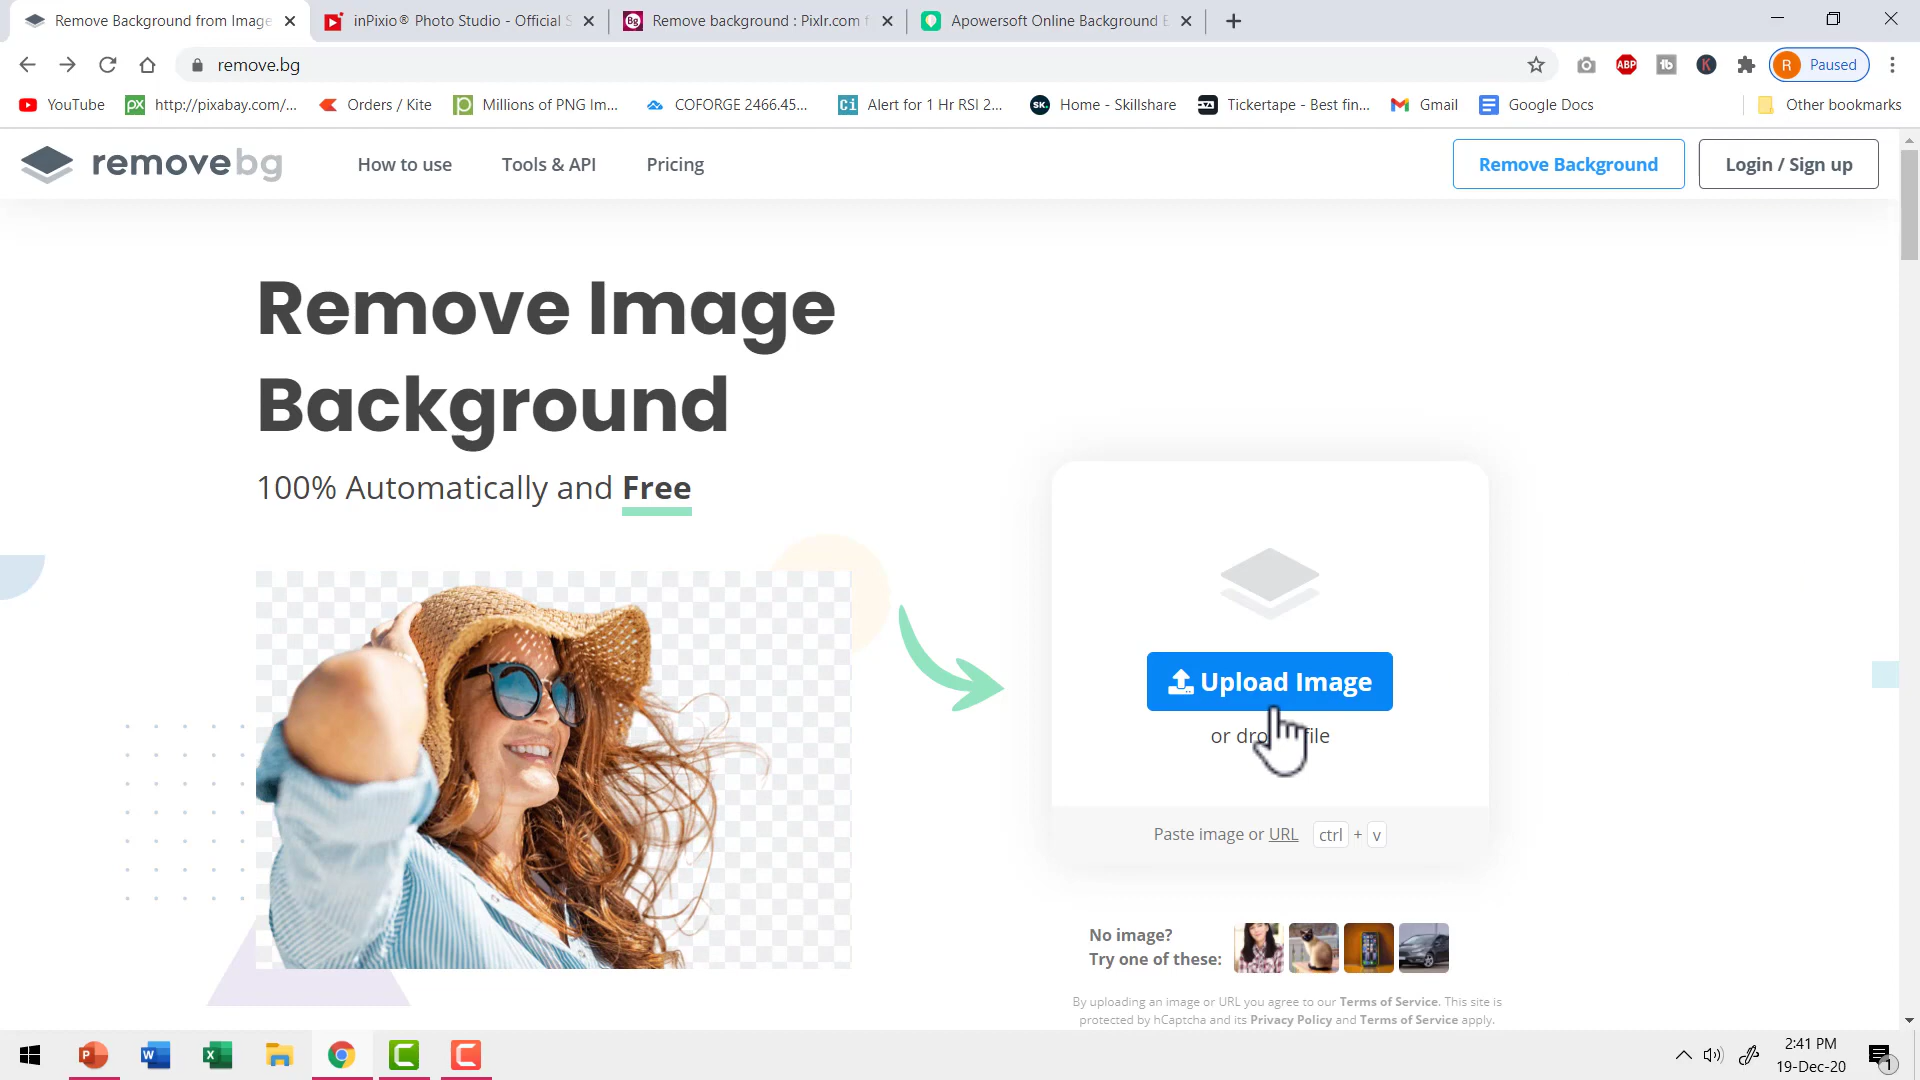 Remove Background from Image
inPixio® Photo Studio - Official S
Remove background : Pixlr.com f
Apowersoft Online Background E
remove.bg
ABP
R Paused
YouTube
http://pixabay.com/...
Orders / Kite
Millions of PNG Im...
COFORGE 2466.45...
Alert for 1 Hr RSI 2...
Home - Skillshare
Tickertape - Best fin...
Gmail
Google Docs
Other bookmarks
removebg
How to use
Tools & API
Pricing
Remove Background
Login / Sign up
Remove Image
Background
100% Automatically and Free
Upload Image
Paste image or URL ctrl + v
No image?
Try one of these:
By uploading an image or URL you agree to our Terms of Service. This site is
protected by hCaptcha and its Privacy Policy and Terms of Service apply.
2:41 PM
19-Dec-20
1